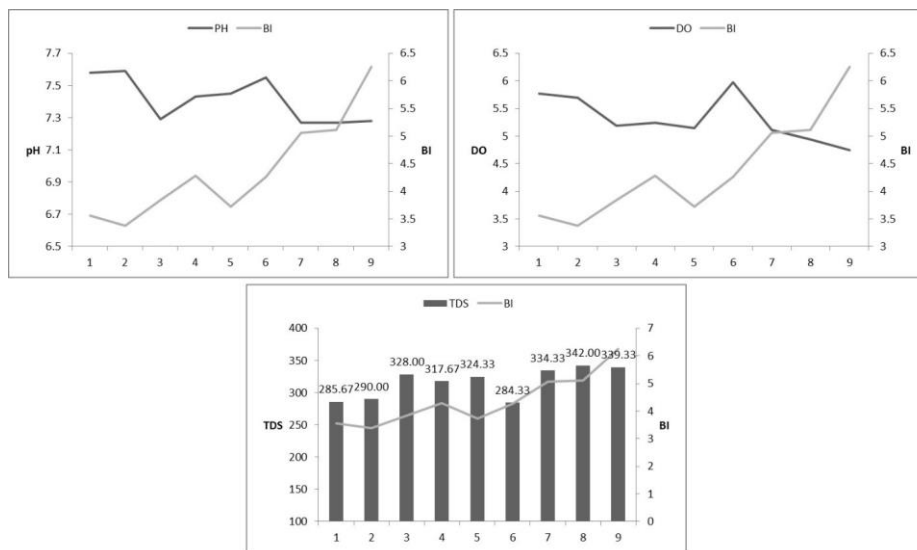 PH BI
7.7 6.5
7.5 6
5.5
7.3 5
7.1 4.5
pH BI
6.9 4
6.7 3.5
6.5 3
1 2 3 4 5 6 7 8 9
DO BI
6.5 6.5
6 6
5.5 5.5
5 5
DO BI
4.5 4.5
4 4
3.5 3.5
3 3
1 2 3 4 5 6 7 8 9
TDS BI
400 7
350 6
300 5
250 4
TDS BI
3
200 2
150 1
100 0
285.67 290.00 328.00 317.67 324.33 284.33 334.33 342.00 339.33
1 2 3 4 5 6 7 8 9